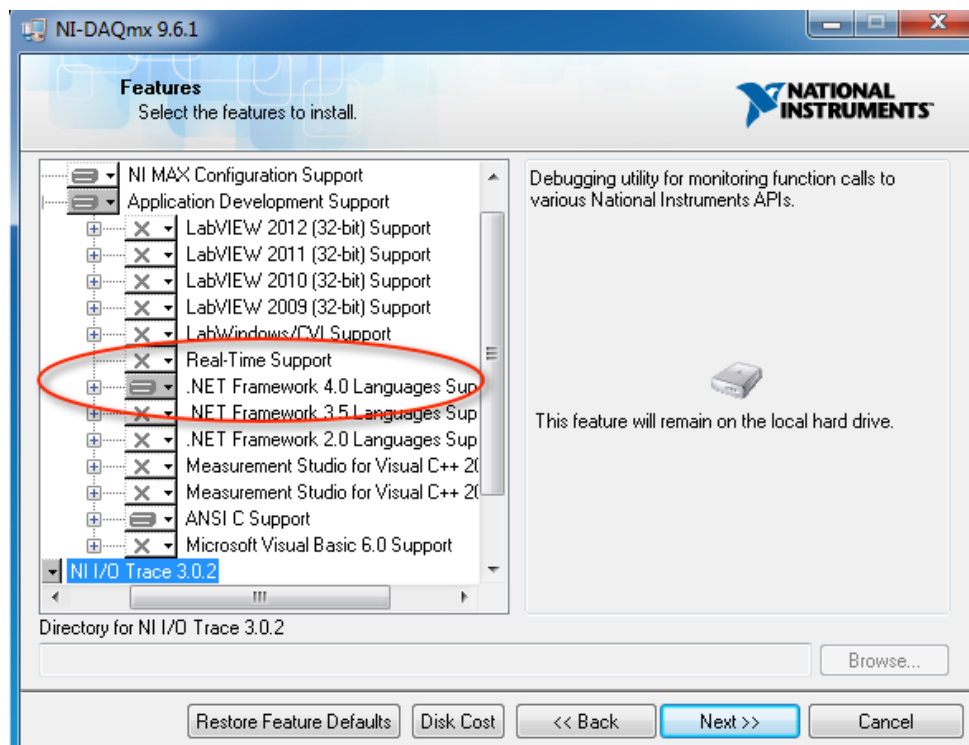 NI-DAQmx 9.6.1
Features
Select the features to install.
NATIONAL
INSTRUMENTS
NI MAX Configuration Support
Application Development Support
LabVIEW 2012 (32-bit) Support
LabVIEW 2011 (32-bit) Support
LabVIEW 2010 (32-bit) Support
LabVIEW 2009 (32-bit) Support
LabWindows/CVI Support
Real-Time Support
.NET Framework 4.0 Languages Sup
.NET Framework 3.5 Languages Sup
.NET Framework 2.0 Languages Sup
Measurement Studio for Visual C++ 20
Measurement Studio for Visual C++ 20
ANSI C Support
Microsoft Visual Basic 6.0 Support
NI I/O Trace 3.0.2
Debugging utility for monitoring function calls to
various National Instruments APIs.
This feature will remain on the local hard drive.
Directory for NI I/O Trace 3.0.2
Browse...
Restore Feature Defaults
Disk Cost
<< Back
Next >>
Cancel